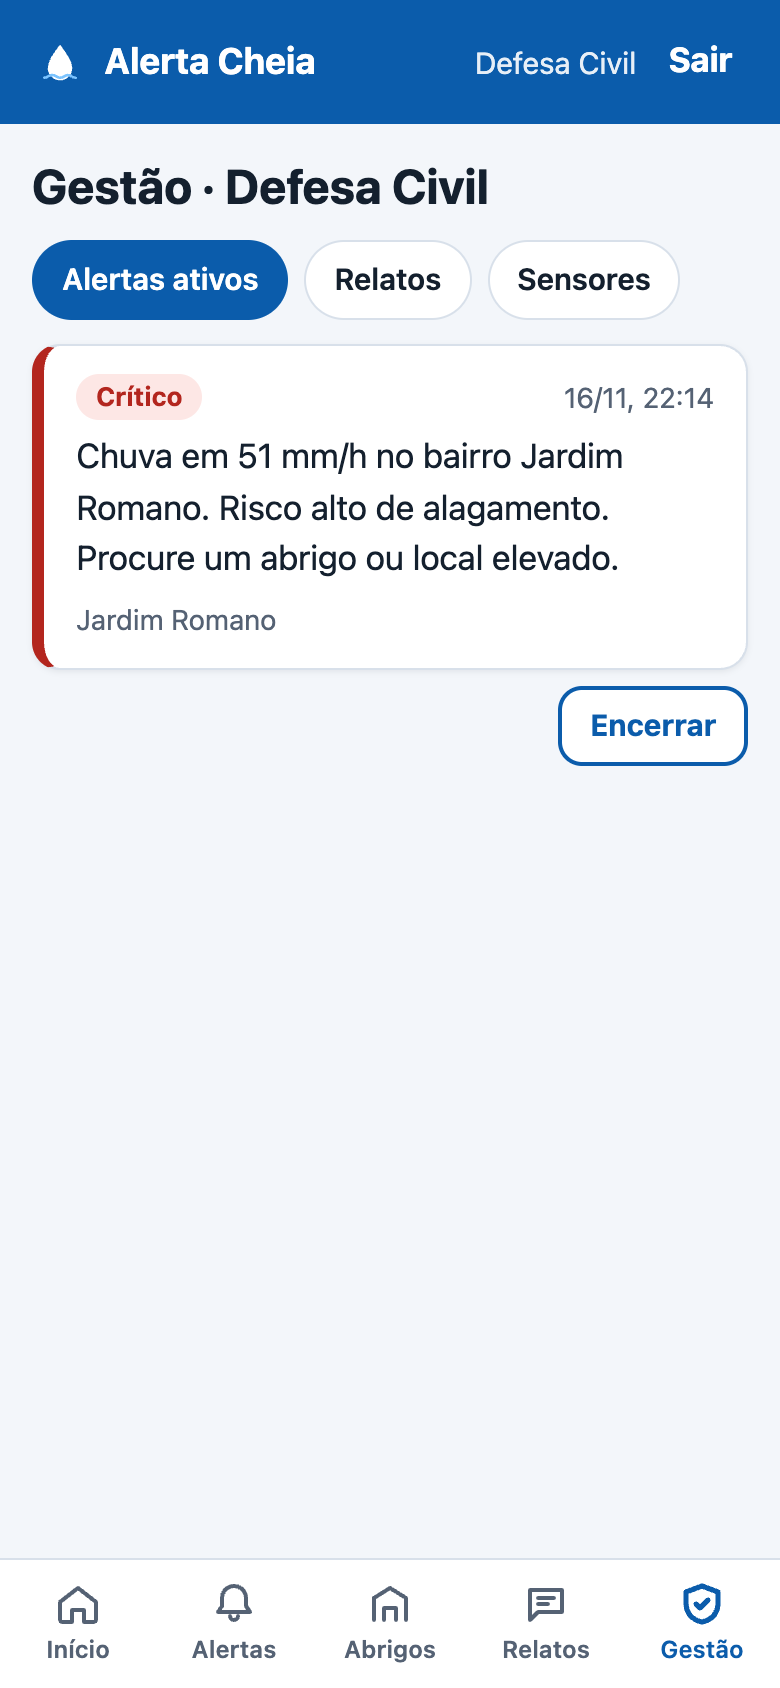 Alerta Cheia
Defesa Civil
Sair
Gestão · Defesa Civil
Alertas ativos
Relatos
Sensores
Crítico
16/11, 22:14
Chuva em 51 mm/h no bairro Jardim
Romano. Risco alto de alagamento.
Procure um abrigo ou local elevado.
Jardim Romano
Encerrar
Início
Alertas
Abrigos
Relatos
Gestão